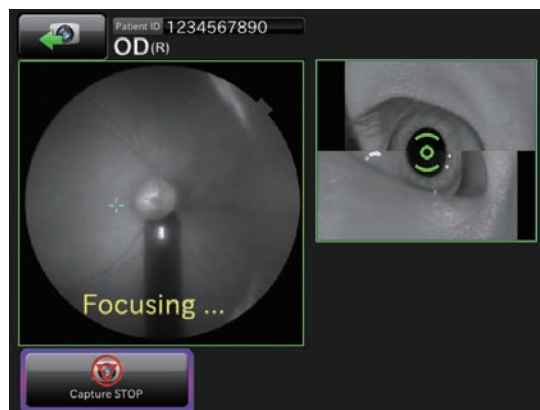 Patient ID 1234567890
OD(R)
Focusing ...
Capture STOP